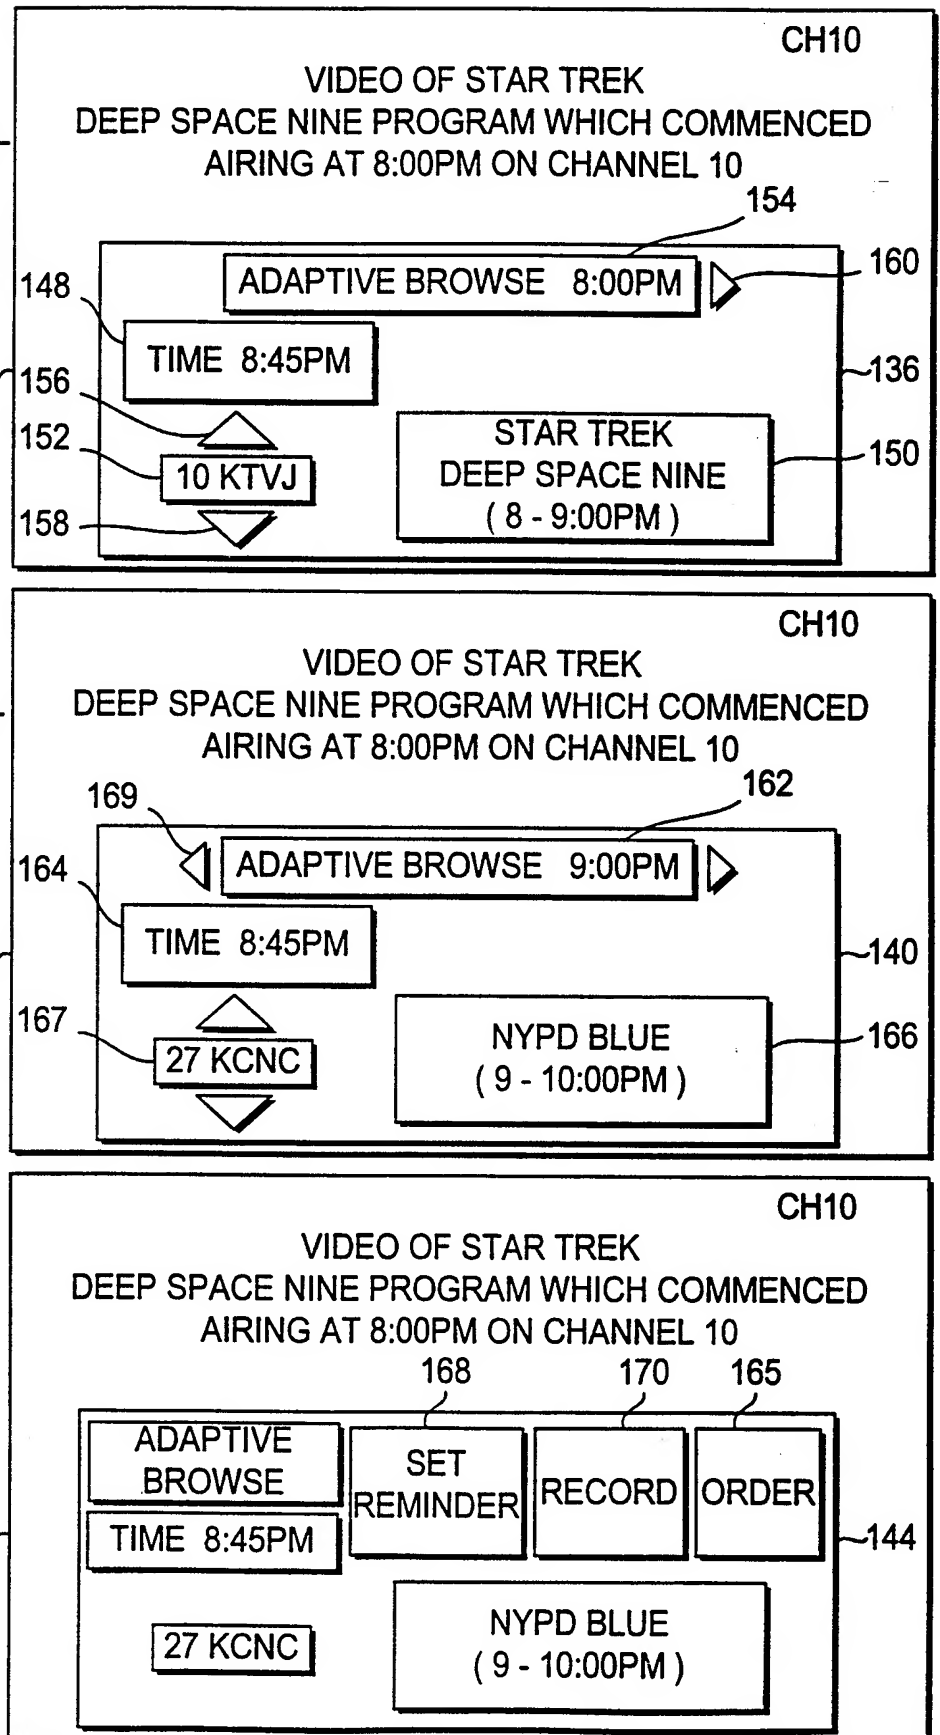 CH10
VIDEO OF STAR TREK
DEEP SPACE NINE PROGRAM WHICH COMMENCED
AIRING AT 8:00PM ON CHANNEL 10
154
ADAPTIVE BROWSE 8:00PM
160
148
TIME 8:45PM
136
156
152
10 KTVJ
STAR TREK
DEEP SPACE NINE
( 8 - 9:00PM )
150
158
CH10
VIDEO OF STAR TREK
DEEP SPACE NINE PROGRAM WHICH COMMENCED
AIRING AT 8:00PM ON CHANNEL 10
169
162
ADAPTIVE BROWSE 9:00PM
164
TIME 8:45PM
140
167
27 KCNC
NYPD BLUE
( 9 - 10:00PM )
166
CH10
VIDEO OF STAR TREK
DEEP SPACE NINE PROGRAM WHICH COMMENCED
AIRING AT 8:00PM ON CHANNEL 10
168
170
165
ADAPTIVE
BROWSE
SET
REMINDER
RECORD
ORDER
TIME 8:45PM
144
27 KCNC
NYPD BLUE
( 9 - 10:00PM )